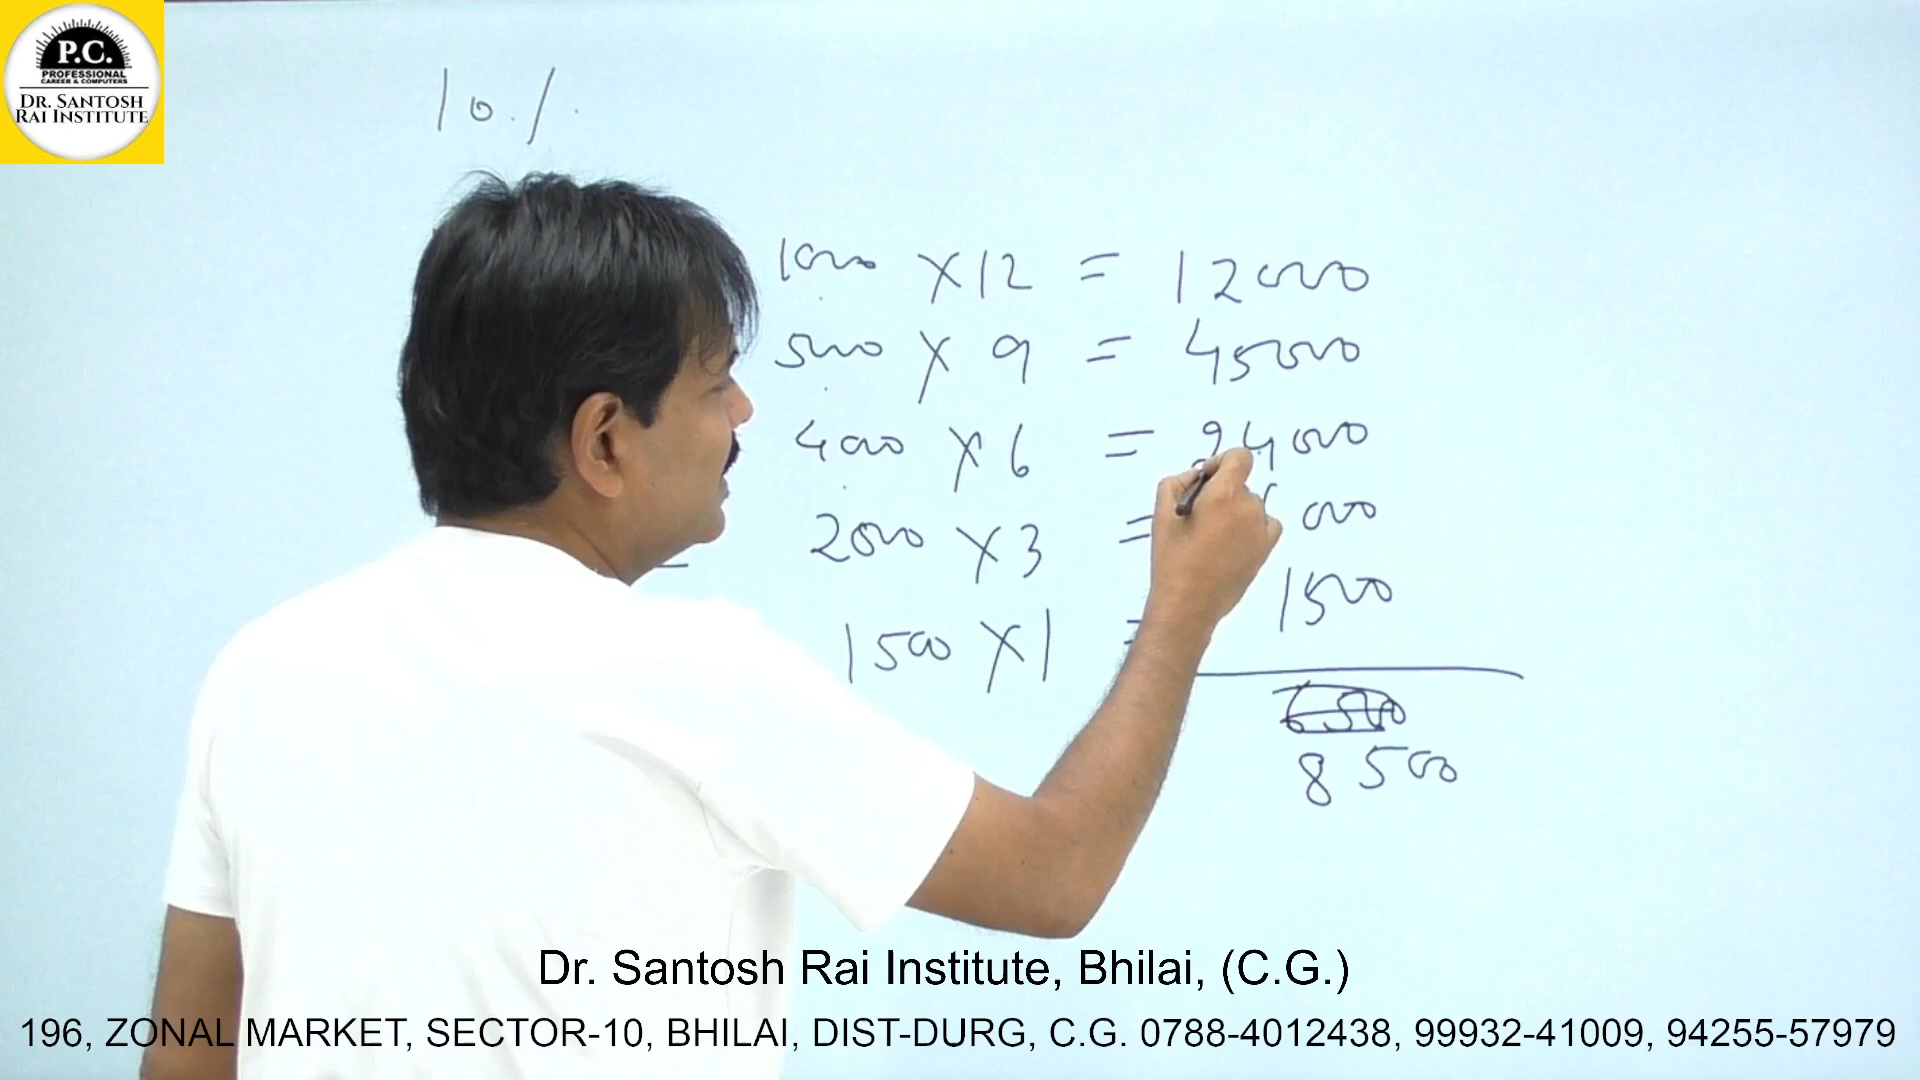 P.C.
PROFESSIONAL
CAREER & COMPUTERS
DR. SANTOSH
RAI INSTITUTE
10%
1000 × 12 = 12000
5000 × 9 = 45000
4000 × 6 = 24000
2000 × 3 = 000
1500 × 1 = 1500
8500
Dr. Santosh Rai Institute, Bhilai, (C.G.)
196, ZONAL MARKET, SECTOR-10, BHILAI, DIST-DURG, C.G. 0788-4012438, 99932-41009, 94255-57979